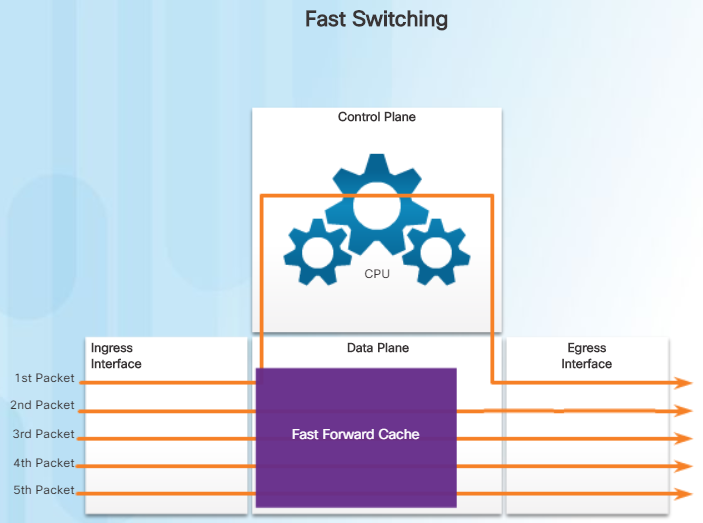 Fast Switching
Control Plane
CPU
Ingress
Interface
Data Plane
Egress
Interface
1st Packet
2nd Packet
3rd Packet
4th Packet
5th Packet
Fast Forward Cache